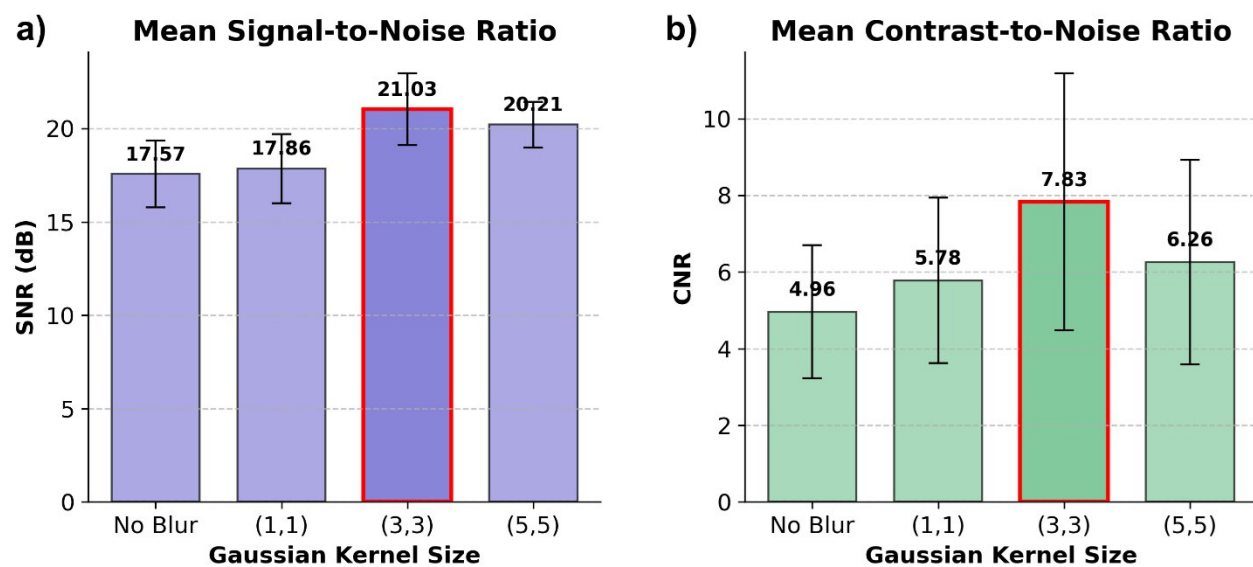 a) Mean Signal-to-Noise Ratio
SNR (dB)
20
15
10
5
0
17.57
17.86
21.03
20.21
No Blur (1,1) (3,3) (5,5)
Gaussian Kernel Size
b) Mean Contrast-to-Noise Ratio
CNR
10
8
6
4
2
0
4.96
5.78
7.83
6.26
No Blur (1,1) (3,3) (5,5)
Gaussian Kernel Size